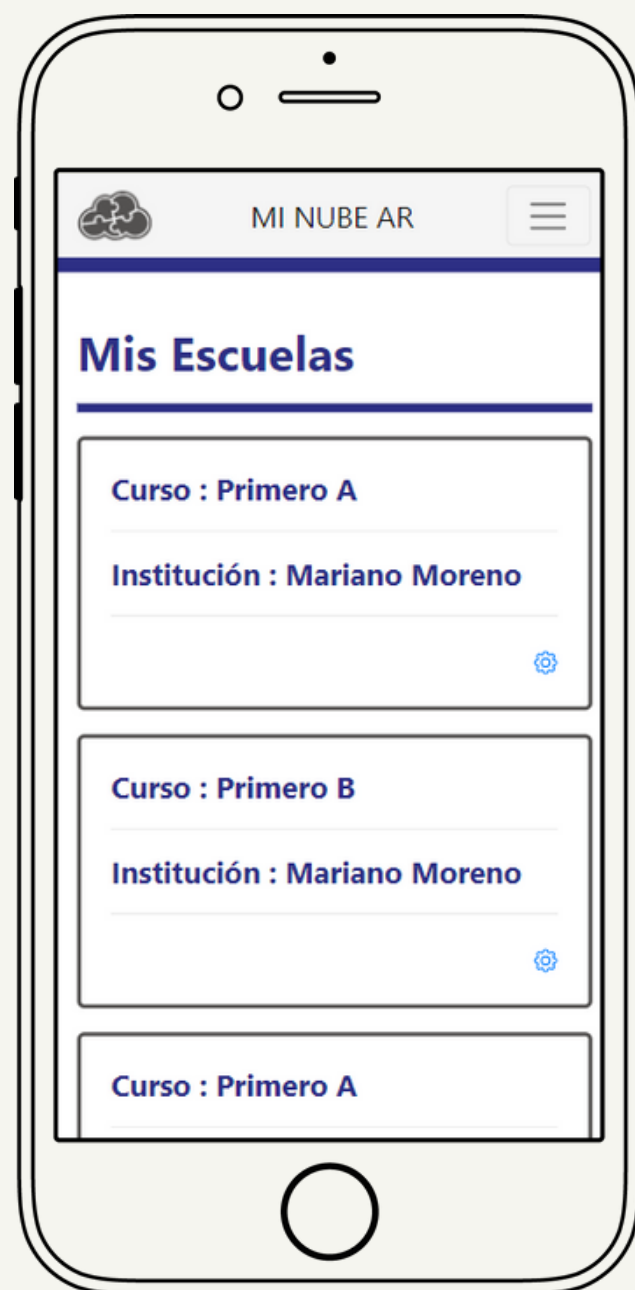 MI NUBE AR
Mis Escuelas
Curso : Primero A
Institución : Mariano Moreno
Curso : Primero B
Institución : Mariano Moreno
Curso : Primero A